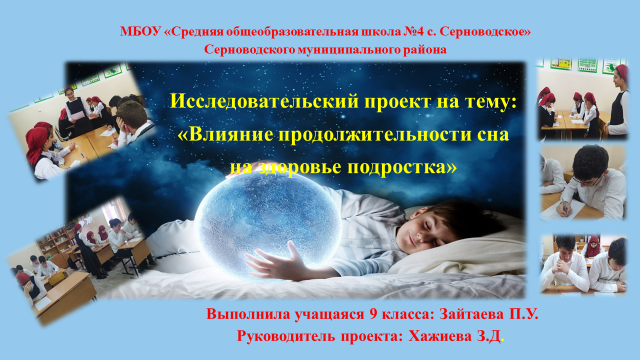 МБОУ «Средняя общеобразовательная школа №4 с. Серноводское»
Серноводского муниципального района
Исследовательский проект на тему:
«Влияние продолжительности сна
на здоровье подростка»
Выполнила учащаяся 9 класса: Зайтаева П.У.
Руководитель проекта: Хажиева З.Д.